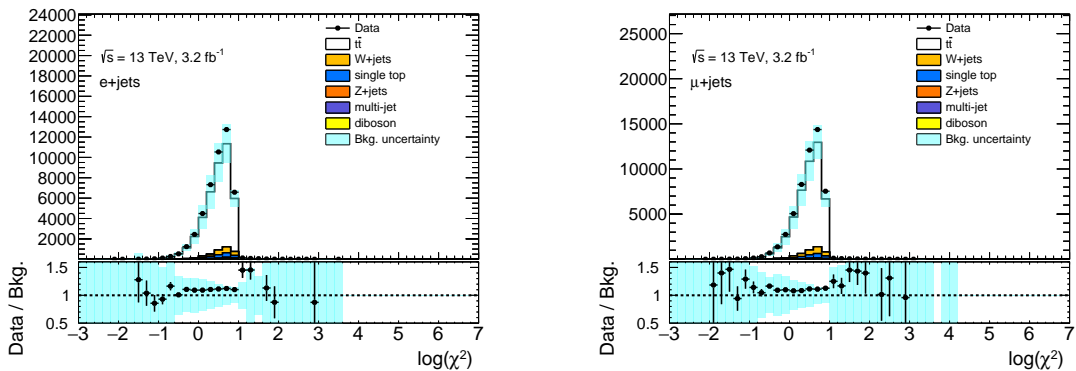 24000
22000
20000
18000
16000
14000
12000
10000
8000
6000
4000
2000
√s = 13 TeV, 3.2 fb⁻¹
e+jets
Data
tt̄
W+jets
single top
Z+jets
multi-jet
diboson
Bkg. uncertainty
Data / Bkg.
1.5
1
0.5
−3 −2 −1 0 1 2 3 4 5 6 7
log(χ²)
25000
20000
15000
10000
5000
√s = 13 TeV, 3.2 fb⁻¹
μ+jets
Data
tt̄
W+jets
single top
Z+jets
multi-jet
diboson
Bkg. uncertainty
Data / Bkg.
1.5
1
0.5
−3 −2 −1 0 1 2 3 4 5 6 7
log(χ²)